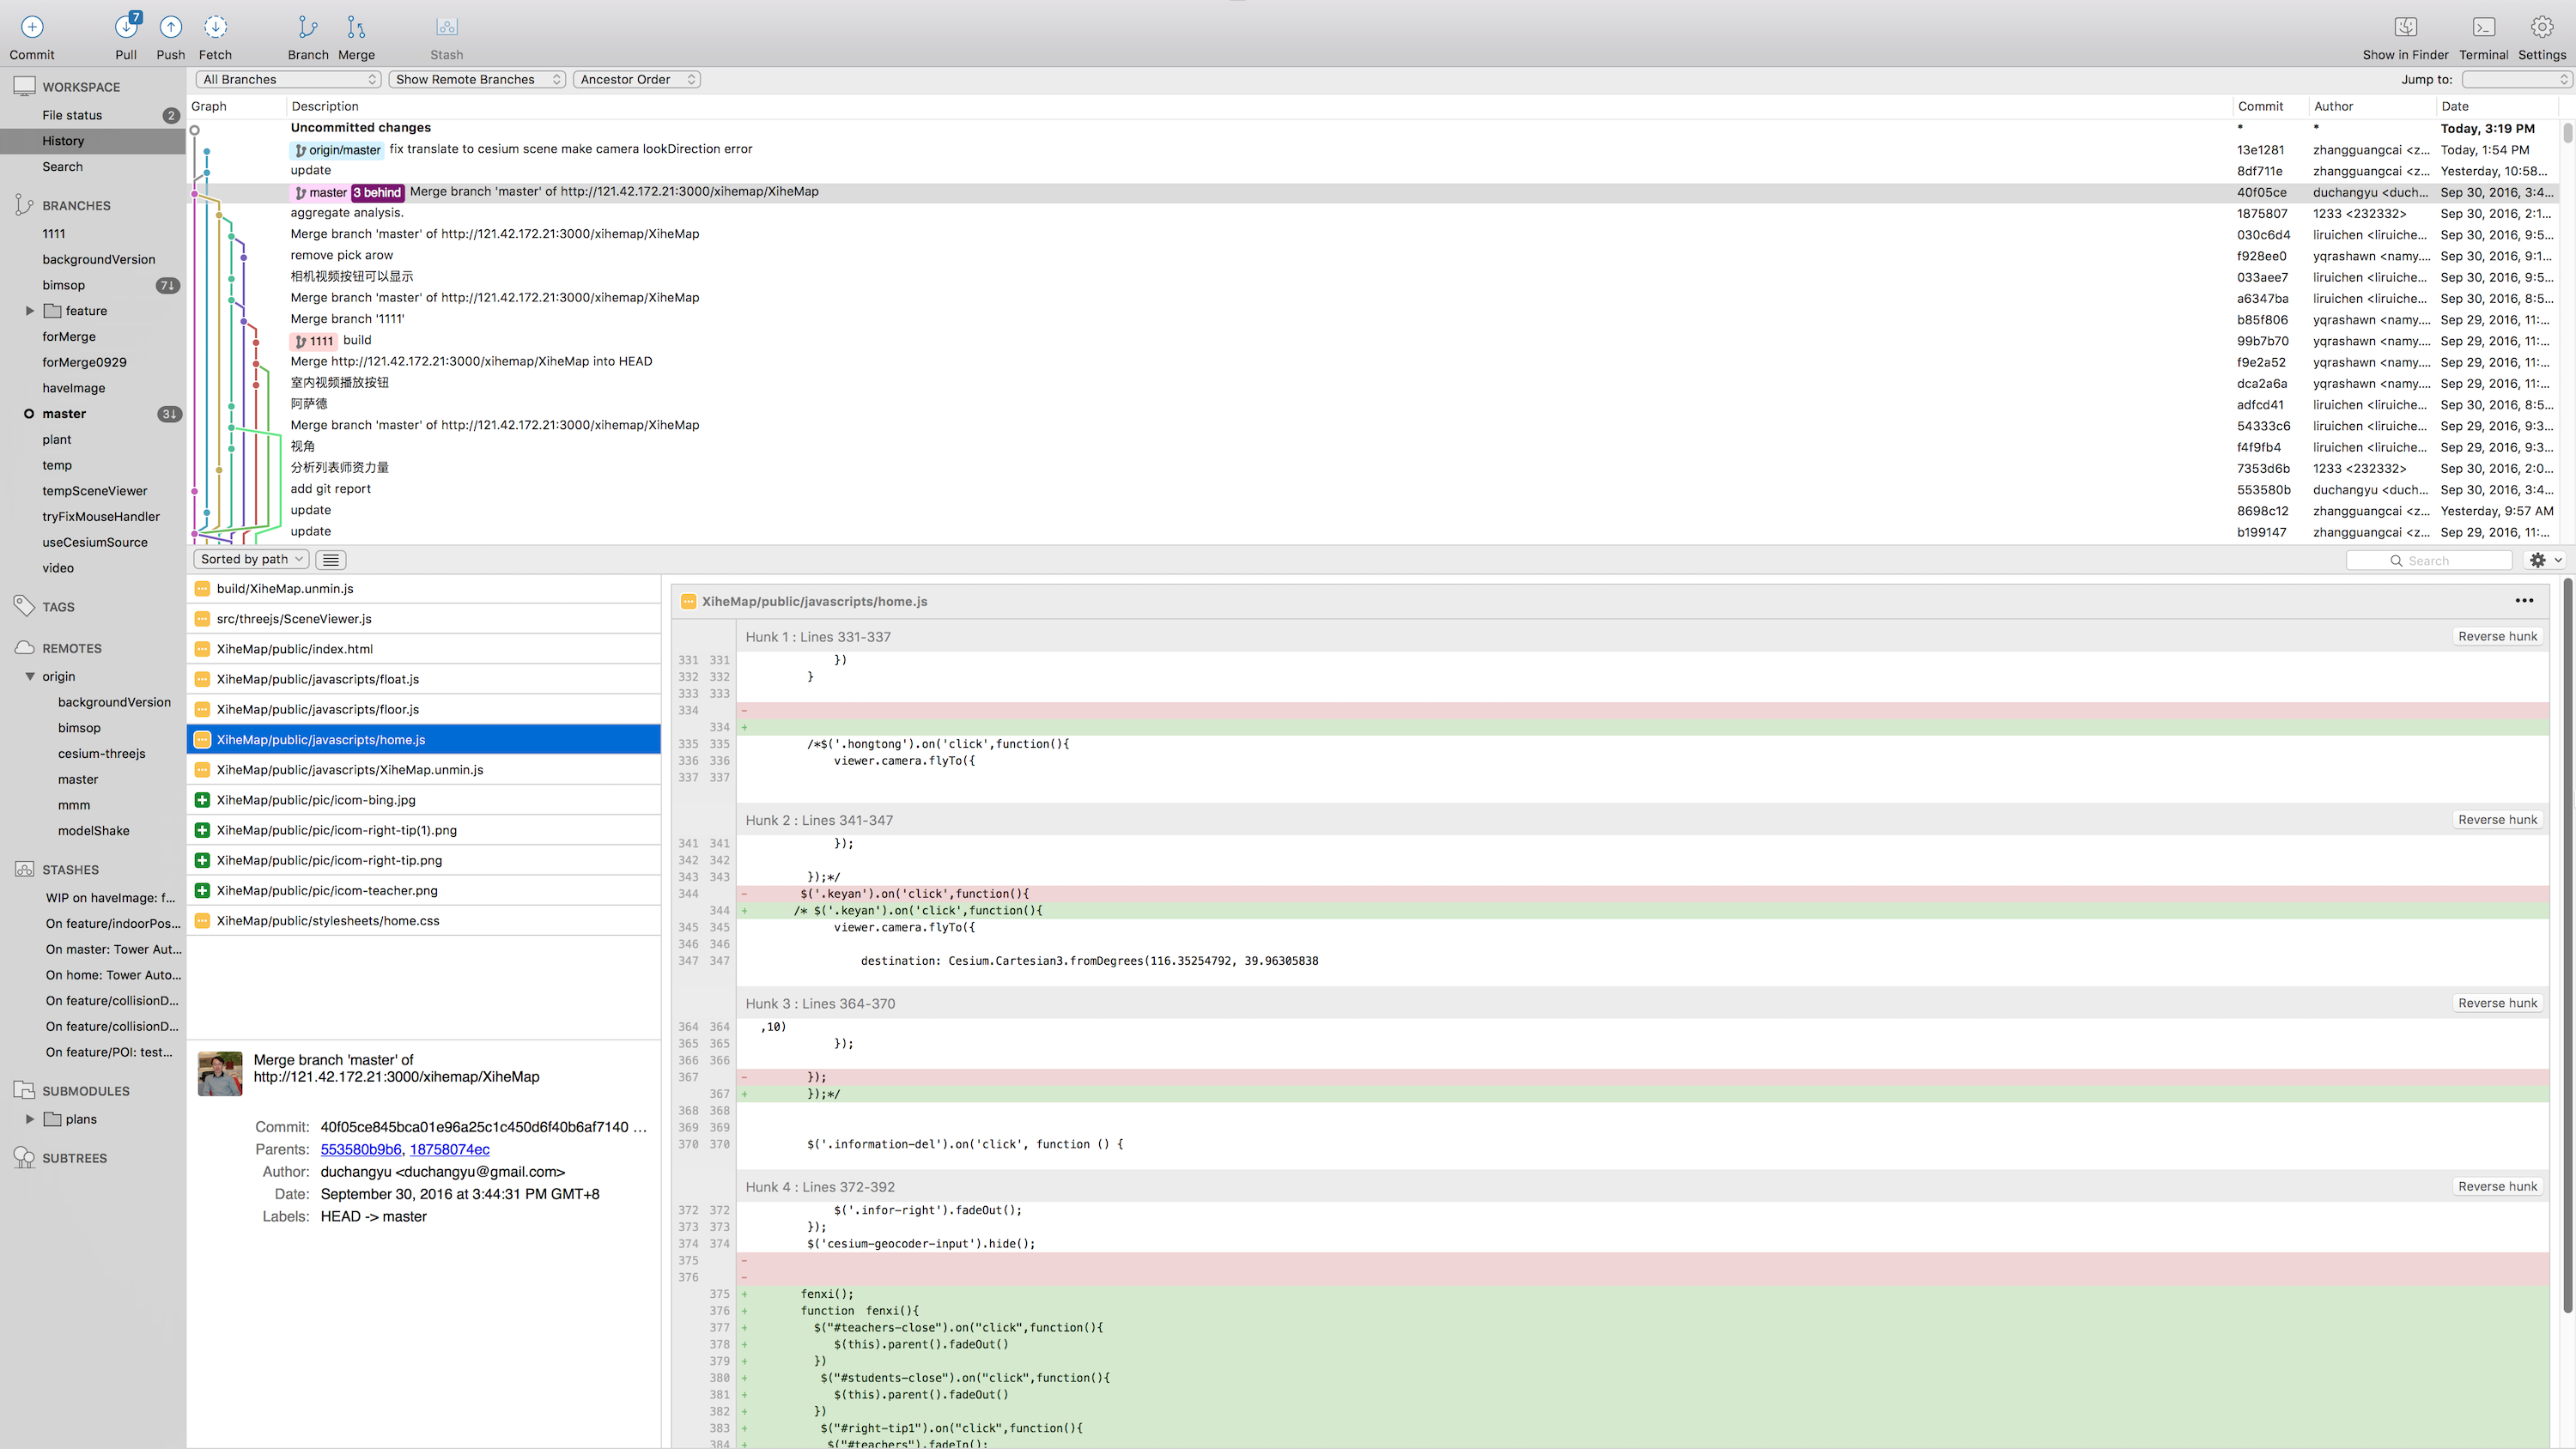 7
Commit Pull Push Fetch Branch Merge Stash Show in Finder Terminal Settings
WORKSPACE
File status 2
History
Search
BRANCHES
1111
backgroundVersion
bimsop 7↓
feature
forMerge
forMerge0929
haveImage
master 3↓
plant
temp
tempSceneViewer
tryFixMouseHandler
useCesiumSource
video
TAGS
REMOTES
origin
backgroundVersion
bimsop
cesium-threejs
master
mmm
modelShake
STASHES
WIP on haveImage: f...
On feature/indoorPos...
On master: Tower Aut...
On home: Tower Auto...
On feature/collisionD...
On feature/collisionD...
On feature/POI: test...
SUBMODULES
plans
SUBTREES
All Branches Show Remote Branches Ancestor Order Jump to:
Graph Description Commit Author Date
Uncommitted changes * * Today, 3:19 PM
origin/master fix translate to cesium scene make camera lookDirection error 13e1281 zhangguangcai <z... Today, 1:54 PM
update 8df711e zhangguangcai <z... Yesterday, 10:58...
master 3 behind Merge branch 'master' of http://121.42.172.21:3000/xihemap/XiheMap 40f05ce duchangyu <duch... Sep 30, 2016, 3:4...
aggregate analysis. 1875807 1233 <232332> Sep 30, 2016, 2:1...
Merge branch 'master' of http://121.42.172.21:3000/xihemap/XiheMap 030c6d4 liruichen <liruiche... Sep 30, 2016, 9:5...
remove pick arow f928ee0 yqrashawn <namy.... Sep 30, 2016, 9:1...
相机视频按钮可以显示 033aee7 liruichen <liruiche... Sep 30, 2016, 9:5...
Merge branch 'master' of http://121.42.172.21:3000/xihemap/XiheMap a6347ba liruichen <liruiche... Sep 30, 2016, 8:5...
Merge branch '1111' b85f806 yqrashawn <namy.... Sep 29, 2016, 11:...
1111 build 99b7b70 yqrashawn <namy.... Sep 29, 2016, 11:...
Merge http://121.42.172.21:3000/xihemap/XiheMap into HEAD f9e2a52 yqrashawn <namy.... Sep 29, 2016, 11:...
室内视频播放按钮 dca2a6a yqrashawn <namy.... Sep 29, 2016, 11:...
阿萨德 adfcd41 liruichen <liruiche... Sep 30, 2016, 8:5...
Merge branch 'master' of http://121.42.172.21:3000/xihemap/XiheMap 54333c6 liruichen <liruiche... Sep 29, 2016, 9:3...
视角 f4f9fb4 liruichen <liruiche... Sep 29, 2016, 9:3...
分析列表师资力量 7353d6b 1233 <232332> Sep 30, 2016, 2:0...
add git report 553580b duchangyu <duch... Sep 30, 2016, 3:4...
update 8698c12 zhangguangcai <z... Yesterday, 9:57 AM
update b199147 zhangguangcai <z... Sep 29, 2016, 11:...
Sorted by path Search
build/XiheMap.unmin.js
src/threejs/SceneViewer.js
XiheMap/public/index.html
XiheMap/public/javascripts/float.js
XiheMap/public/javascripts/floor.js
XiheMap/public/javascripts/home.js
XiheMap/public/javascripts/XiheMap.unmin.js
XiheMap/public/pic/icom-bing.jpg
XiheMap/public/pic/icom-right-tip(1).png
XiheMap/public/pic/icom-right-tip.png
XiheMap/public/pic/icom-teacher.png
XiheMap/public/stylesheets/home.css
Merge branch 'master' of
http://121.42.172.21:3000/xihemap/XiheMap
Commit: 40f05ce845bca01e96a25c1c450d6f40b6af7140 ...
Parents: 553580b9b6, 18758074ec
Author: duchangyu <duchangyu@gmail.com>
Date: September 30, 2016 at 3:44:31 PM GMT+8
Labels: HEAD -> master
XiheMap/public/javascripts/home.js
Hunk 1 : Lines 331-337 Reverse hunk
331 331 })
332 332 }
333 333
334 -
334 +
335 335 /*$('.hongtong').on('click',function(){
336 336 viewer.camera.flyTo({
337 337
Hunk 2 : Lines 341-347 Reverse hunk
341 341 });
342 342
343 343 });*/
344 - $('.keyan').on('click',function(){
344 + /* $('.keyan').on('click',function(){
345 345 viewer.camera.flyTo({
346 346
347 347 destination: Cesium.Cartesian3.fromDegrees(116.35254792, 39.96305838
Hunk 3 : Lines 364-370 Reverse hunk
364 364 ,10)
365 365 });
366 366
367 - });
367 + });*/
368 368
369 369
370 370 $('.information-del').on('click', function () {
Hunk 4 : Lines 372-392 Reverse hunk
372 372 $('.infor-right').fadeOut();
373 373 });
374 374 $('cesium-geocoder-input').hide();
375 -
376 -
375 + fenxi();
376 + function fenxi(){
377 + $("#teachers-close").on("click",function(){
378 + $(this).parent().fadeOut()
379 + })
380 + $("#students-close").on("click",function(){
381 + $(this).parent().fadeOut()
382 + })
383 + $("#right-tip1").on("click",function(){
384 + $("#teachers").fadeIn();